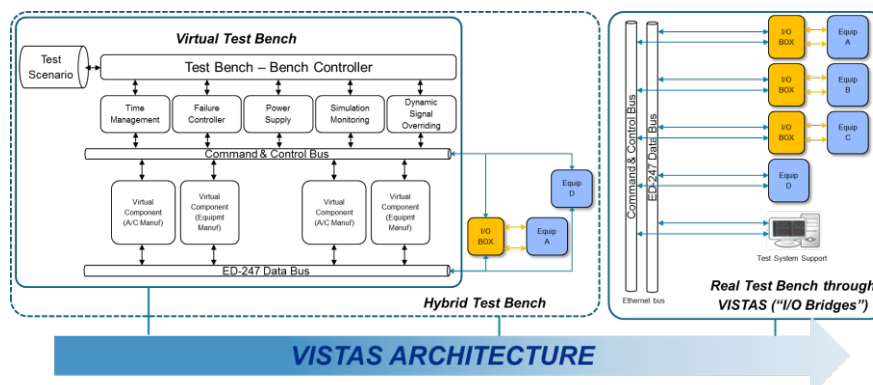 Virtual Test Bench
Test
Scenario
Test Bench – Bench Controller
Time
Management
Failure
Controller
Power
Supply
Simulation
Monitoring
Dynamic
Signal
Overriding
Command & Control Bus
Virtual
Component
(A/C Manuf)
Virtual
Component
(Equipmt
Manuf)
Virtual
Component
(A/C Manuf)
Virtual
Component
(Equipmt
Manuf)
ED-247 Data Bus
Equip
D
I/O
BOX
Equip
A
Hybrid Test Bench
Command & Control Bus
ED-247 Data Bus
Ethernet bus
I/O
BOX
Equip
A
I/O
BOX
Equip
B
I/O
BOX
Equip
C
Equip
D
Test System Support
Real Test Bench through
VISTAS ("I/O Bridges")
VISTAS ARCHITECTURE